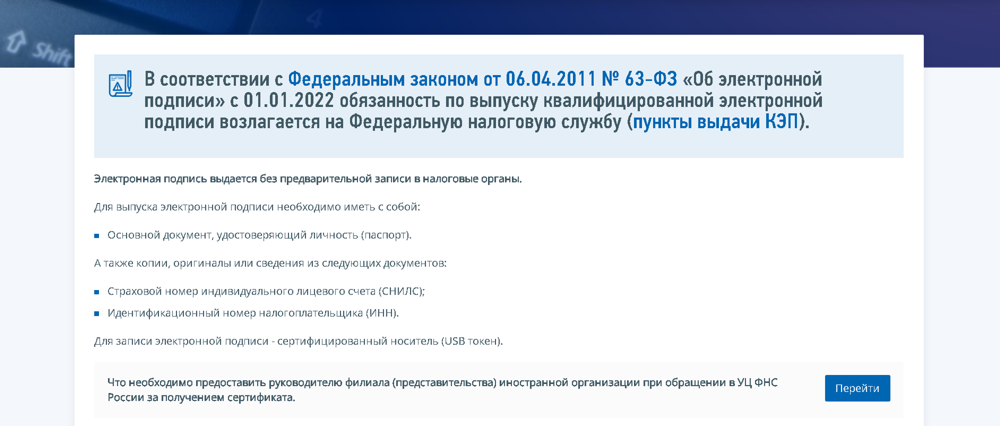 4
Shift
В соответствии с Федеральным законом от 06.04.2011 № 63-ФЗ «Об электронной
подписи» с 01.01.2022 обязанность по выпуску квалифицированной электронной
подписи возлагается на Федеральную налоговую службу (пункты выдачи КЭП).
Электронная подпись выдается без предварительной записи в налоговые органы.
Для выпуска электронной подписи необходимо иметь с собой:
Основной документ, удостоверяющий личность (паспорт).
А также копии, оригиналы или сведения из следующих документов:
Страховой номер индивидуального лицевого счета (СНИЛС);
Идентификационный номер налогоплательщика (ИНН).
Для записи электронной подписи - сертифицированный носитель (USB токен).
Что необходимо предоставить руководителю филиала (представительства) иностранной организации при обращении в УЦ ФНС
России за получением сертификата.
Перейти